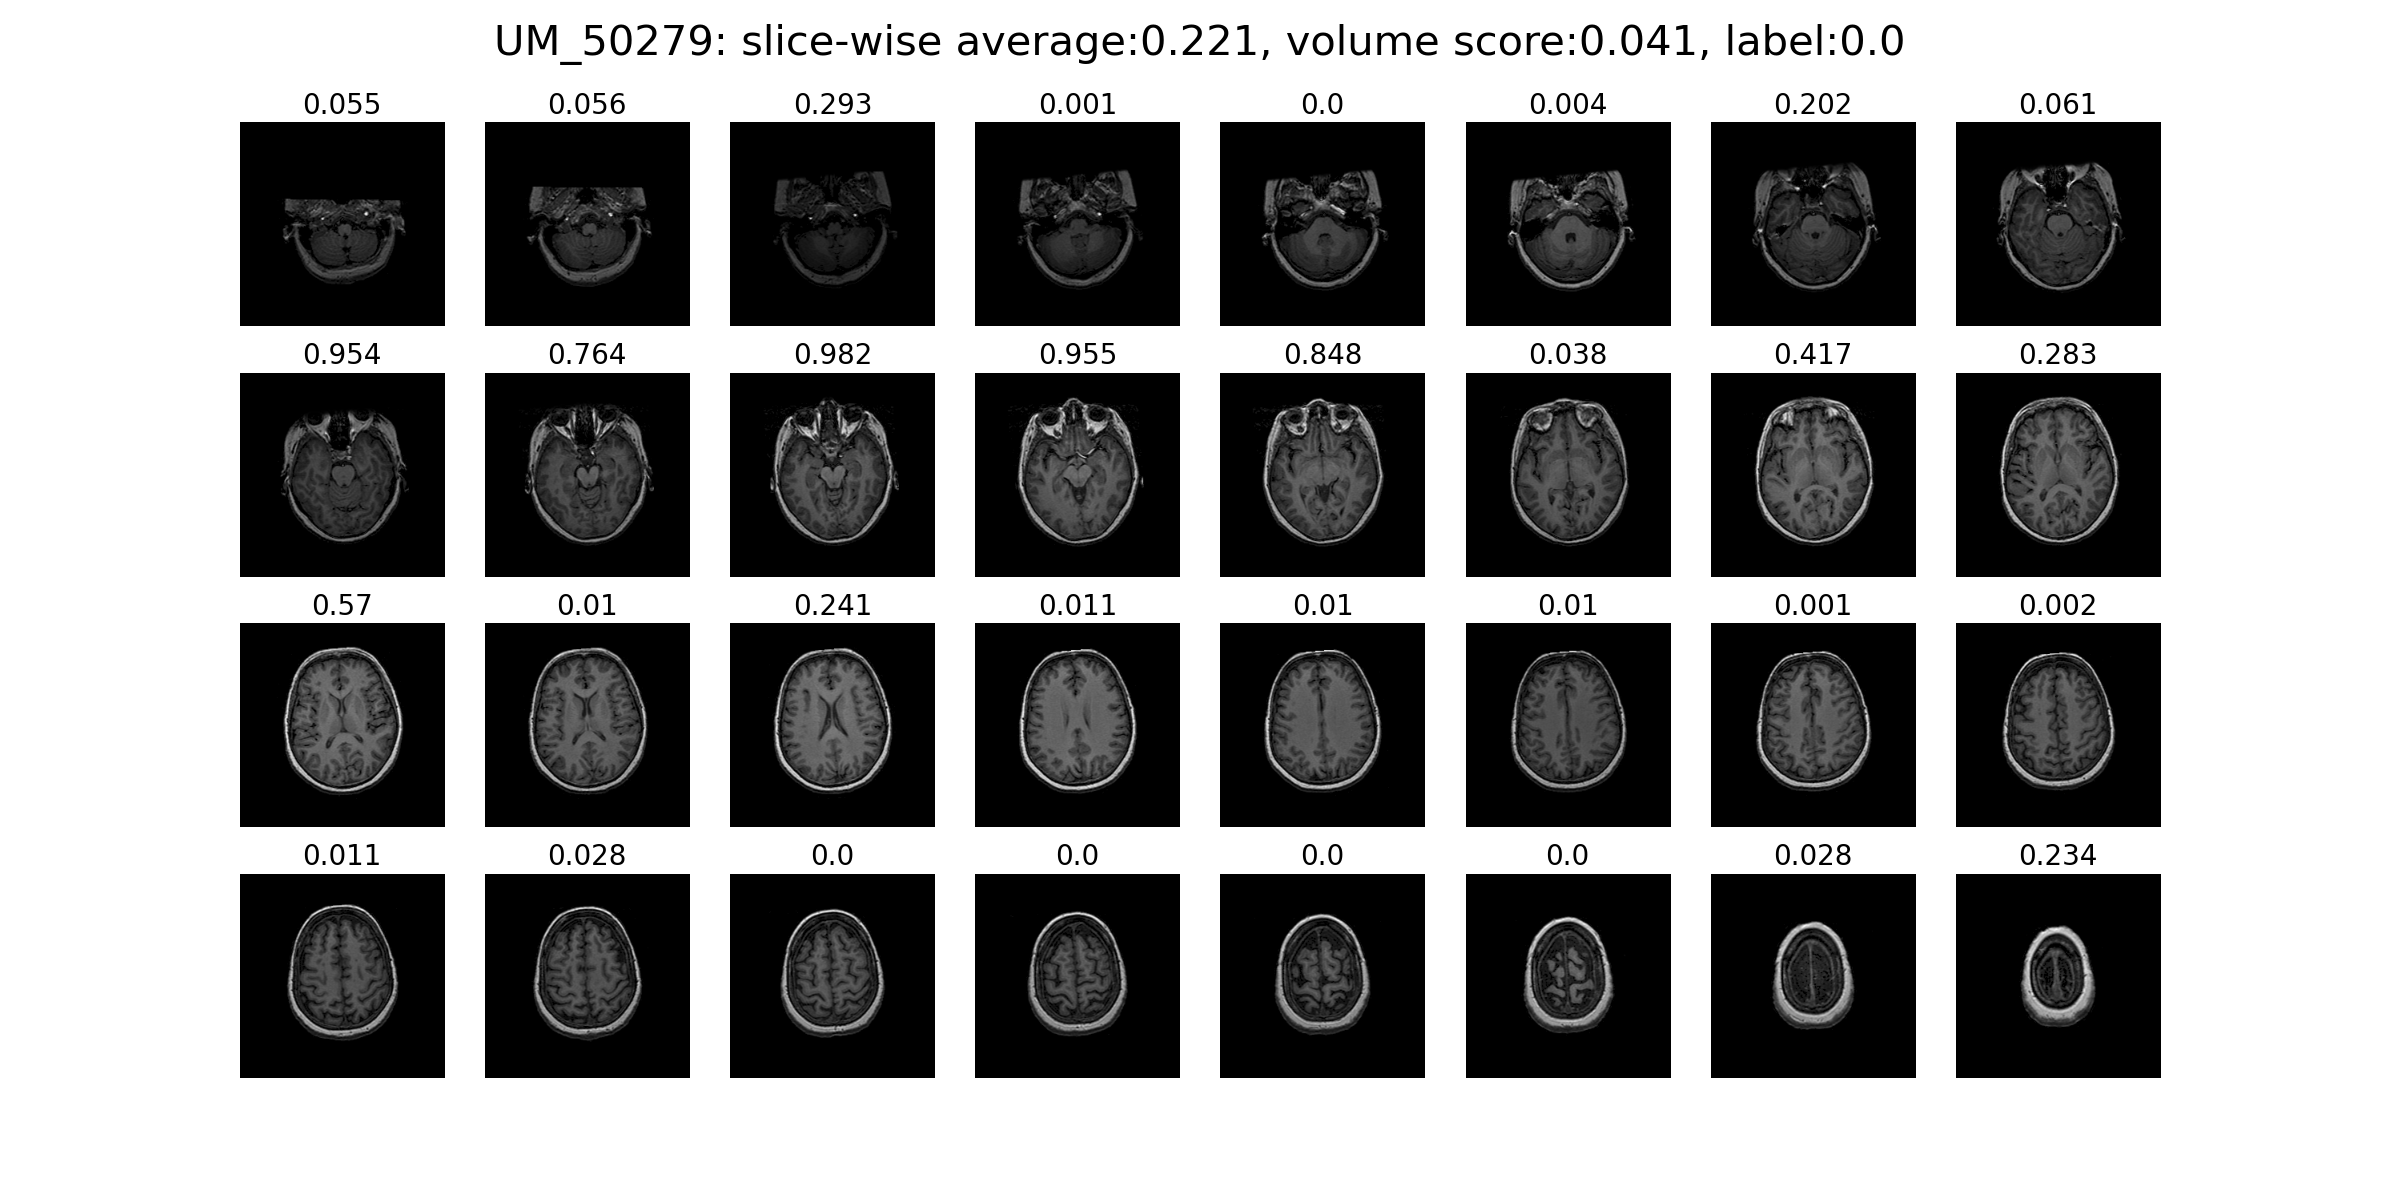 UM_50279: slice-wise average:0.221, volume score:0.041, label:0.0
0.055 0.056 0.293 0.001 0.0 0.004 0.202 0.061
0.954 0.764 0.982 0.955 0.848 0.038 0.417 0.283
0.57 0.01 0.241 0.011 0.01 0.01 0.001 0.002
0.011 0.028 0.0 0.0 0.0 0.0 0.028 0.234